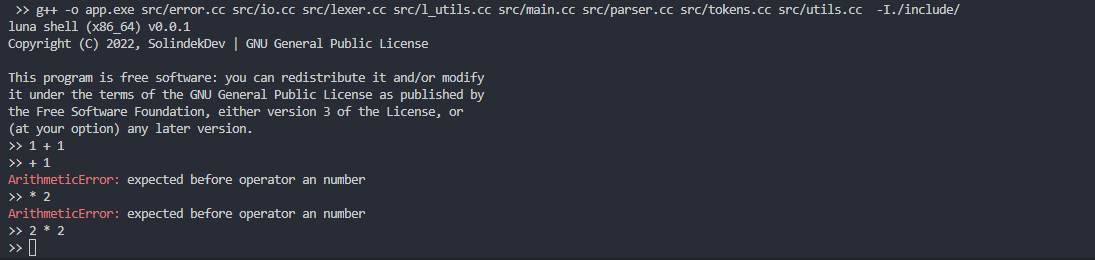 >> g++ -o app.exe src/error.cc src/io.cc src/lexer.cc src/l_utils.cc src/main.cc src/parser.cc src/tokens.cc src/utils.cc  -I./include/
luna shell (x86_64) v0.0.1
Copyright (C) 2022, SolindekDev | GNU General Public License

This program is free software: you can redistribute it and/or modify
it under the terms of the GNU General Public License as published by
the Free Software Foundation, either version 3 of the License, or
(at your option) any later version.
>> 1 + 1
>> + 1
ArithmeticError: expected before operator an number
>> * 2
ArithmeticError: expected before operator an number
>> 2 * 2
>>